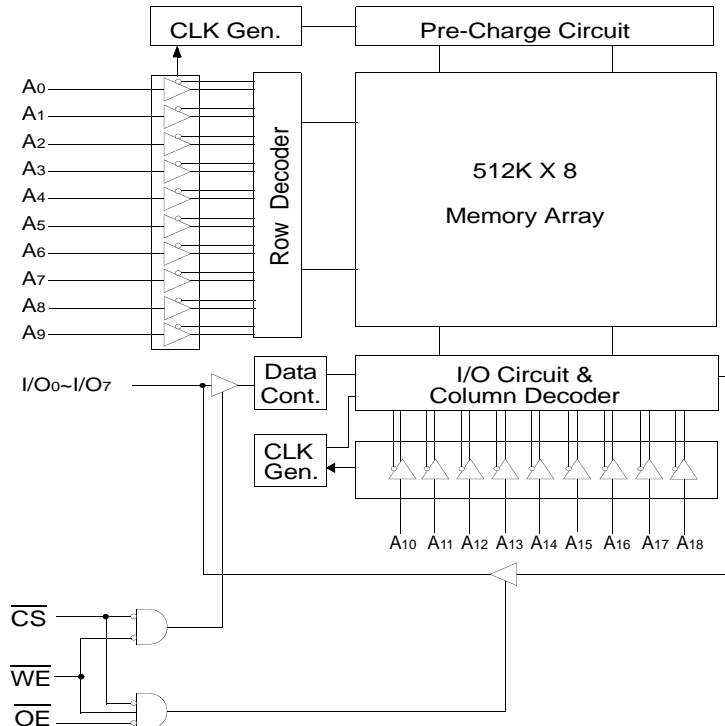 CLK Gen.
Pre-Charge Circuit
A0
A1
A2
A3
A4
A5
A6
A7
A8
A9
Row Decoder
512K X 8
Memory Array
I/O0~I/O7
Data
Cont.
I/O Circuit &
Column Decoder
CLK
Gen.
A10 A11 A12 A13 A14 A15 A16 A17 A18
CS
WE
OE